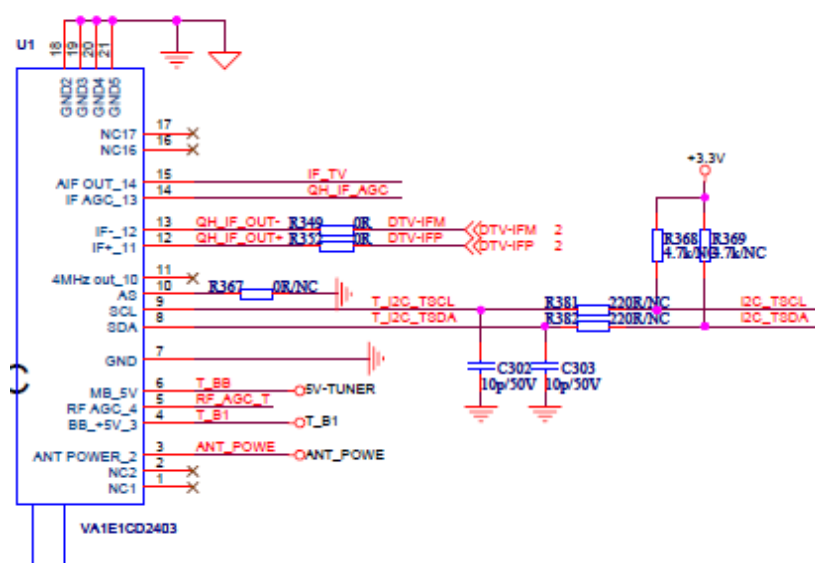 U1
18 19 20 21
GND2 GND3 GND4 GND5
NC17 17
NC16 16
+3.3V
AIF OUT_14 15 IF_TV
IF AGC_13 14 QH_IF_AGC
IF-_12 13 QH_IF_OUT- R349 0R DTV-IFM DTV-IFM 2
IF+_11 12 QH_IF_OUT+ R352 0R DTV-IFP DTV-IFP 2
R368 R369
4.7k/NC
4MHz out_10 11
AS 10 R367 0R/NC
SCL 9 T_I2C_TSCL R381 220R/NC I2C_TSCL
SDA 8 T_I2C_TSDA R382 220R/NC I2C_TSDA
GND 7
C302 C303
10p/50V 10p/50V
MB_5V 6 T_BB 5V-TUNER
RF AGC_4 5 RF_AGC_T
BB_+5V_3 4 T_B1 T_B1
ANT POWER_2 3 ANT_POWE ANT_POWE
NC2 2
NC1 1
VA1E1CD2403